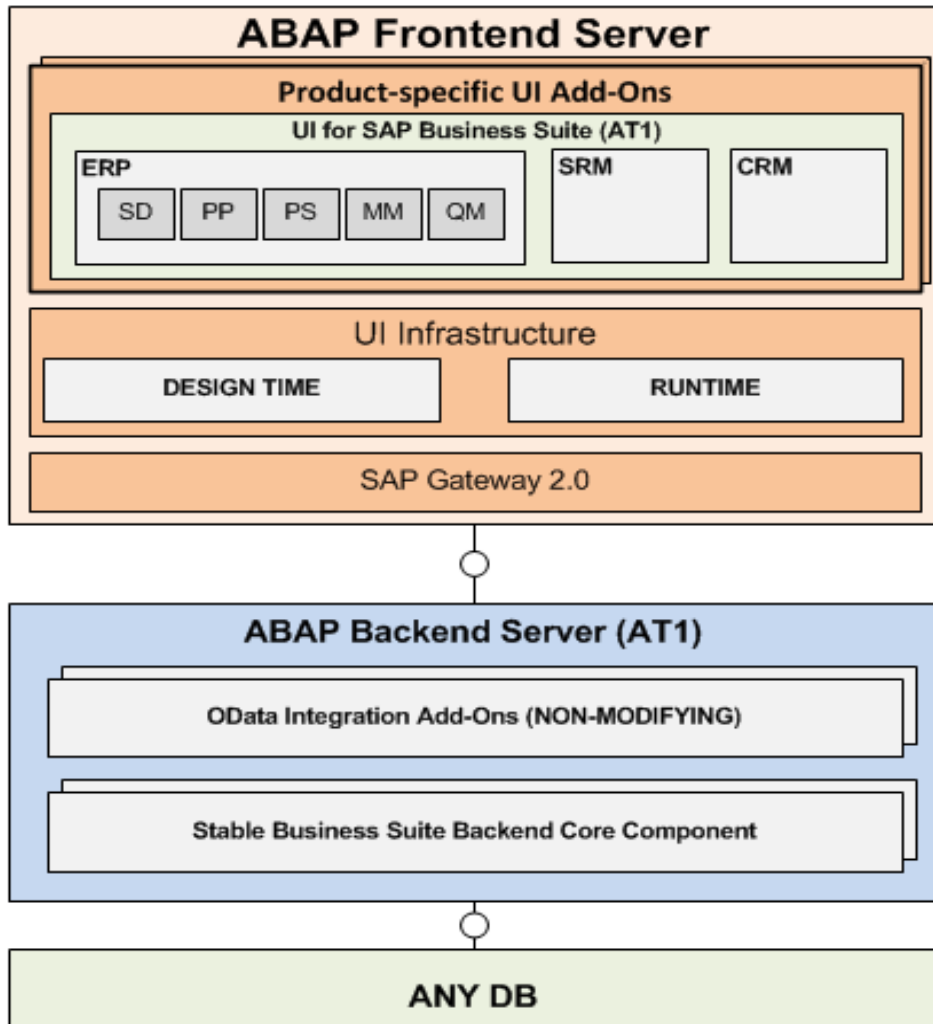 ABAP Frontend Server
Product-specific UI Add-Ons
UI for SAP Business Suite (AT1)
ERP
SD PP PS MM QM
SRM
CRM
UI Infrastructure
DESIGN TIME
RUNTIME
SAP Gateway 2.0
ABAP Backend Server (AT1)
OData Integration Add-Ons (NON-MODIFYING)
Stable Business Suite Backend Core Component
ANY DB